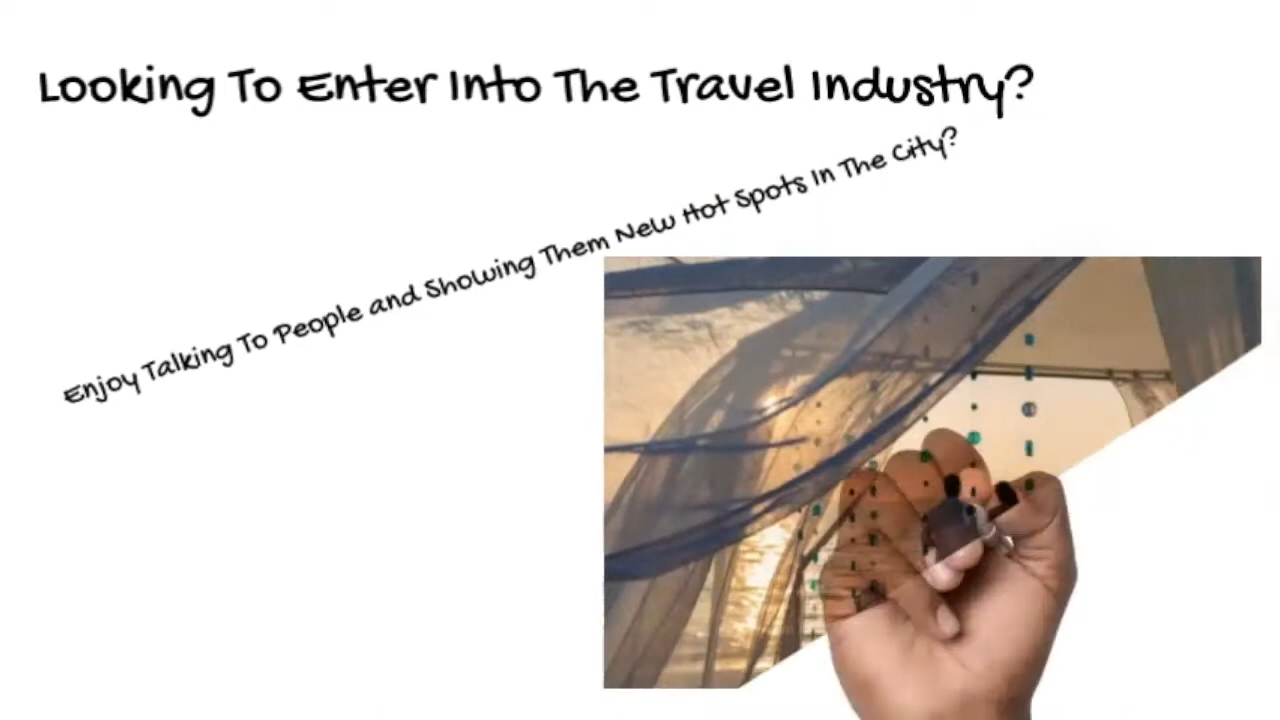 Looking To Enter Into The Travel Industry?
Enjoy Talking To People and Showing Them New Hot Spots In The City?